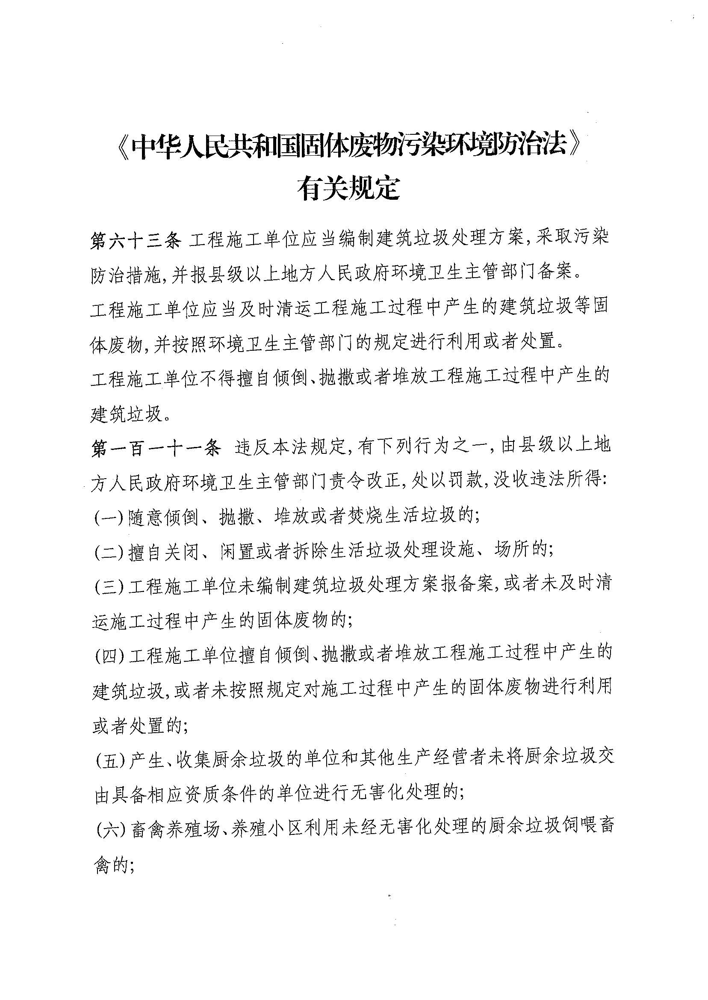 《中华人民共和国固体废物污染环境防治法》
有关规定
第六十三条 工程施工单位应当编制建筑垃圾处理方案,采取污染
防治措施,并报县级以上地方人民政府环境卫生主管部门备案。
工程施工单位应当及时清运工程施工过程中产生的建筑垃圾等固
体废物,并按照环境卫生主管部门的规定进行利用或者处置。
工程施工单位不得擅自倾倒、抛撒或者堆放工程施工过程中产生的
建筑垃圾。
第一百一十一条 违反本法规定,有下列行为之一,由县级以上地
方人民政府环境卫生主管部门责令改正,处以罚款,没收违法所得:
(一)随意倾倒、抛撒、堆放或者焚烧生活垃圾的;
(二)擅自关闭、闲置或者拆除生活垃圾处理设施、场所的;
(三)工程施工单位未编制建筑垃圾处理方案报备案,或者未及时清
运施工过程中产生的固体废物的;
(四)工程施工单位擅自倾倒、抛撒或者堆放工程施工过程中产生的
建筑垃圾,或者未按照规定对施工过程中产生的固体废物进行利用
或者处置的;
(五)产生、收集厨余垃圾的单位和其他生产经营者未将厨余垃圾交
由具备相应资质条件的单位进行无害化处理的;
(六)畜禽养殖场、养殖小区利用未经无害化处理的厨余垃圾饲喂畜
禽的;